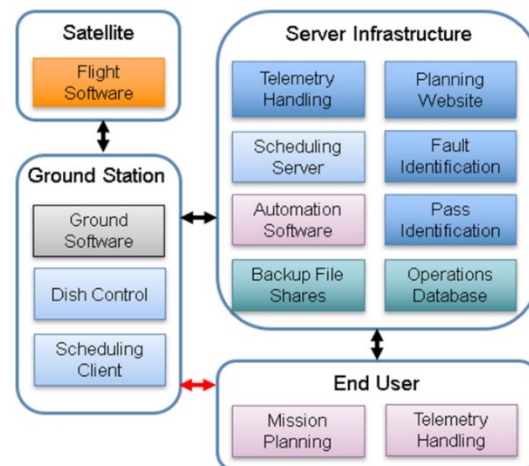 Satellite
Flight
Software
Ground Station
Ground
Software
Dish Control
Scheduling
Client
Server Infrastructure
Telemetry
Handling
Planning
Website
Scheduling
Server
Fault
Identification
Automation
Software
Pass
Identification
Backup File
Shares
Operations
Database
End User
Mission
Planning
Telemetry
Handling